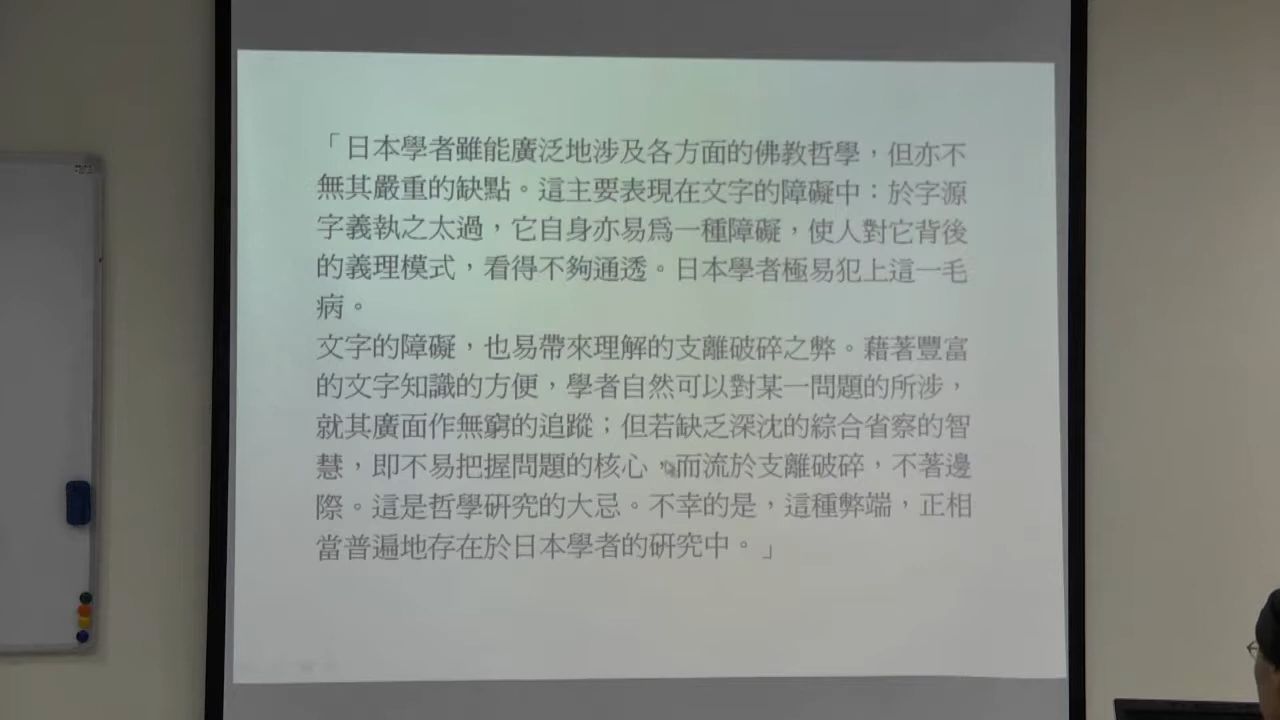 「日本學者雖能廣泛地涉及各方面的佛教哲學，但亦不
無其嚴重的缺點。這主要表現在文字的障礙中：於字源
字義執之太過，它自身亦易爲一種障礙，使人對它背後
的義理模式，看得不夠通透。日本學者極易犯上這一毛
病。
文字的障礙，也易帶來理解的支離破碎之弊。藉著豐富
的文字知識的方便，學者自然可以對某一問題的所涉，
就其廣面作無窮的追蹤；但若缺乏深沈的綜合省察的智
慧，即不易把握問題的核心，而流於支離破碎，不著邊
際。這是哲學研究的大忌。不幸的是，這種弊端，正相
當普遍地存在於日本學者的研究中。」